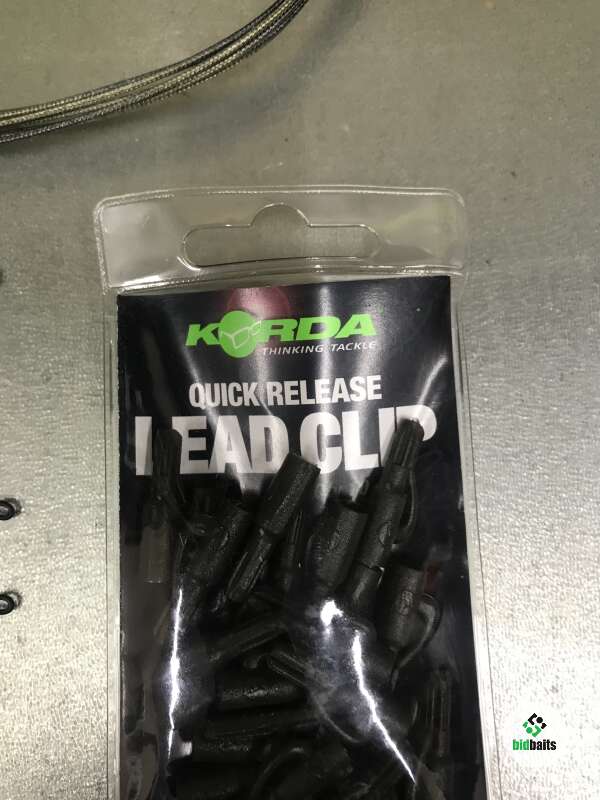 KORDA
THINKING TACKLE
QUICK RELEASE
LEAD CLIP
bidbaits